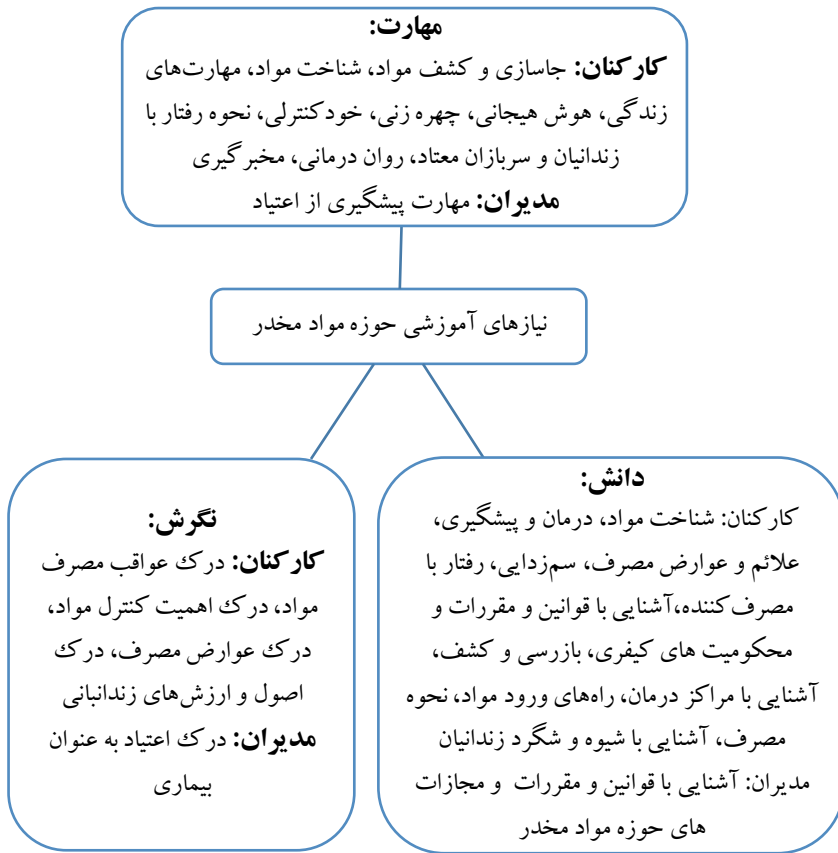 مهارت:
کارکنان: جاسازی و کشف مواد، شناخت مواد، مهارت‌های
زندگی، هوش هیجانی، چهره زنی، خودکنترلی، نحوه رفتار با
زندانیان و سربازان معتاد، روان درمانی، مخبرگیری
مدیران: مهارت پیشگیری از اعتیاد
نیازهای آموزشی حوزه مواد مخدر
دانش:
کارکنان: شناخت مواد، درمان و پیشگیری،
علائم و عوارض مصرف، سم‌زدایی، رفتار با
مصرف‌کننده،آشنایی با قوانین و مقررات و
محکومیت های کیفری، بازرسی و کشف،
آشنایی با مراکز درمان، راه‌های ورود مواد، نحوه
مصرف، آشنایی با شیوه و شگرد زندانیان
مدیران: آشنایی با قوانین و مقررات و مجازات
های حوزه مواد مخدر
نگرش:
کارکنان: درک عواقب مصرف
مواد، درک اهمیت کنترل مواد،
درک عوارض مصرف، درک
اصول و ارزش‌های زندانبانی
مدیران: درک اعتیاد به عنوان
بیماری